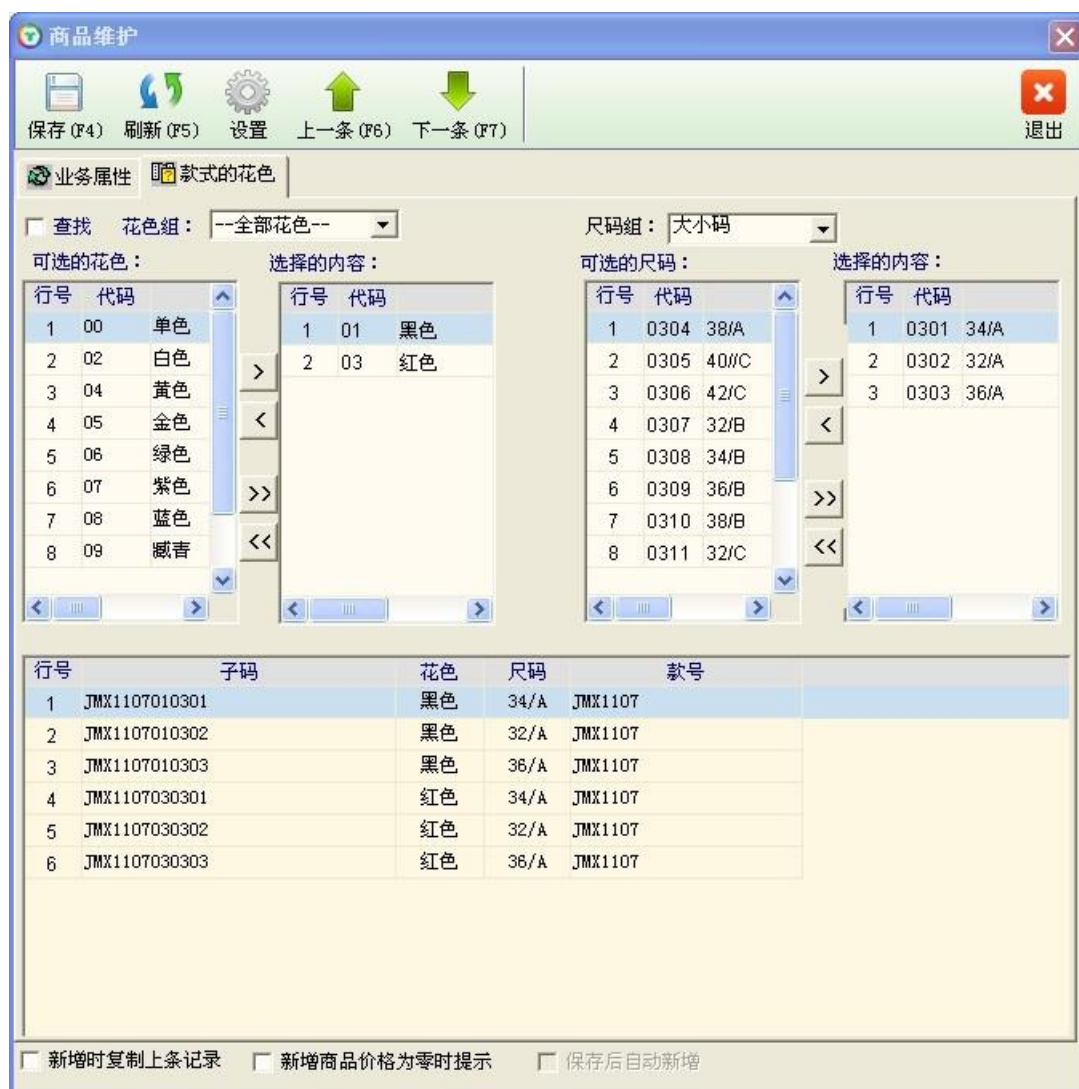 商品维护
保存(F4) 刷新(F5) 设置 上一条(F6) 下一条(F7) 退出
业务属性 款式的花色
查找 花色组: --全部花色-- 尺码组: 大小码
可选的花色: 选择的内容: 可选的尺码: 选择的内容:
行号 代码 行号 代码 行号 代码 行号 代码
1 00 单色 1 01 黑色 1 0304 38/A 1 0301 34/A
2 02 白色 2 03 红色 2 0305 40//C 2 0302 32/A
3 04 黄色 > 3 0306 42/C > 3 0303 36/A
4 05 金色 < 4 0307 32/B <
5 06 绿色 5 0308 34/B
6 07 紫色 >> 6 0309 36/B >>
7 08 蓝色 7 0310 38/B
8 09 臧青 << 8 0311 32/C <<
行号 子码 花色 尺码 款号
1 JMX1107010301 黑色 34/A JMX1107
2 JMX1107010302 黑色 32/A JMX1107
3 JMX1107010303 黑色 36/A JMX1107
4 JMX1107030301 红色 34/A JMX1107
5 JMX1107030302 红色 32/A JMX1107
6 JMX1107030303 红色 36/A JMX1107
新增时复制上条记录 新增商品价格为零时提示 保存后自动新增